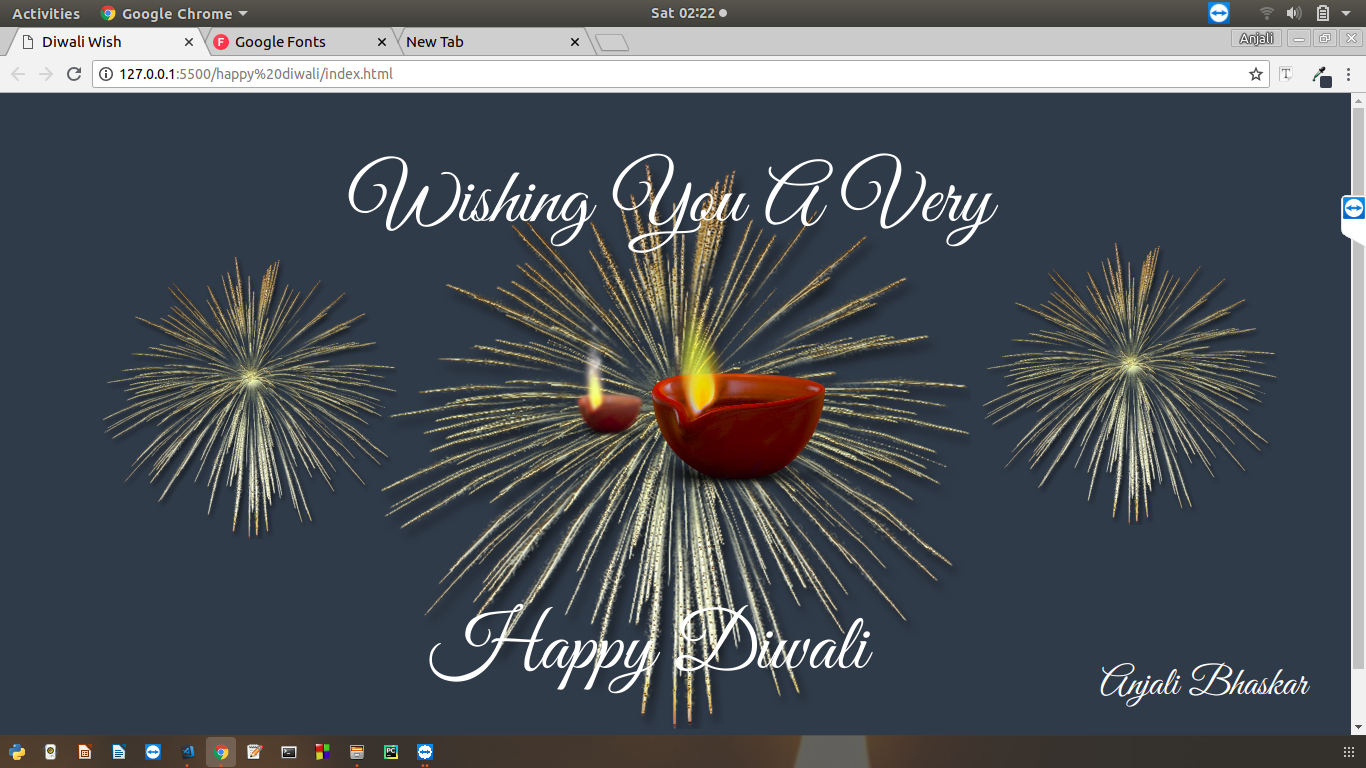 Activities Google Chrome Sat 02:22
Diwali Wish Google Fonts New Tab Anjali
127.0.0.1:5500/happy%20diwali/index.html
Wishing You A Very
Happy Diwali
Anjali Bhaskar